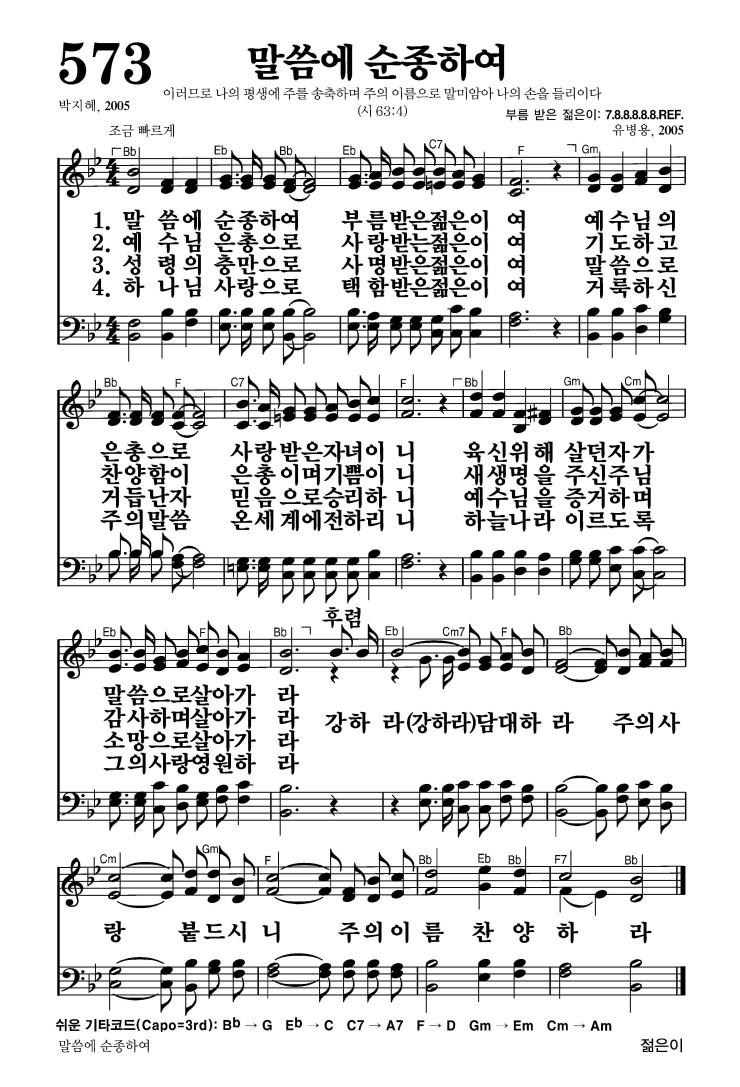 573 말씀에 순종하여
이러므로 나의 평생에 주를 송축하며 주의 이름으로 말미암아 나의 손을 들리이다
(시 63:4)
박지혜, 2005
부름 받은 젊은이: 7.8.8.8.8.8.REF.
조금 빠르게
유병용, 2005
Bb Eb Bb Eb C7 F Gm
4 4
1. 말 씀에 순종하여 부름받은젊은이 여 예수님의
2. 예 수님 은총으로 사랑받는젊은이 여 기도하고
3. 성 령의 충만으로 사명받은젊은이 여 말씀으로
4. 하 나님 사랑으로 택함받은젊은이 여 거룩하신
4 4
Bb F C7 F Bb Gm Cm
은총으로 사랑받은자녀이 니 육신위해 살던자가
찬양함이 은총이며기쁨이 니 새생명을 주신주님
거듭난자 믿음으로승리하 니 예수님을 증거하며
주의말씀 온세계에전하리 니 하늘나라 이르도록
후렴
Eb F Bb Eb Cm7 F Bb
말씀으로살아가 라
감사하며살아가 라
소망으로살아가 라
그의사랑영원하 라
강하 라(강하라)담대하 라 주의사
Cm Gm F Bb Eb Bb F7 Bb
랑 붙드시 니 주의이 름 찬 양 하 라
쉬운 기타코드(Capo=3rd): Bb → G Eb → C C7 → A7 F → D Gm → Em Cm → Am
말씀에 순종하여 젊은이